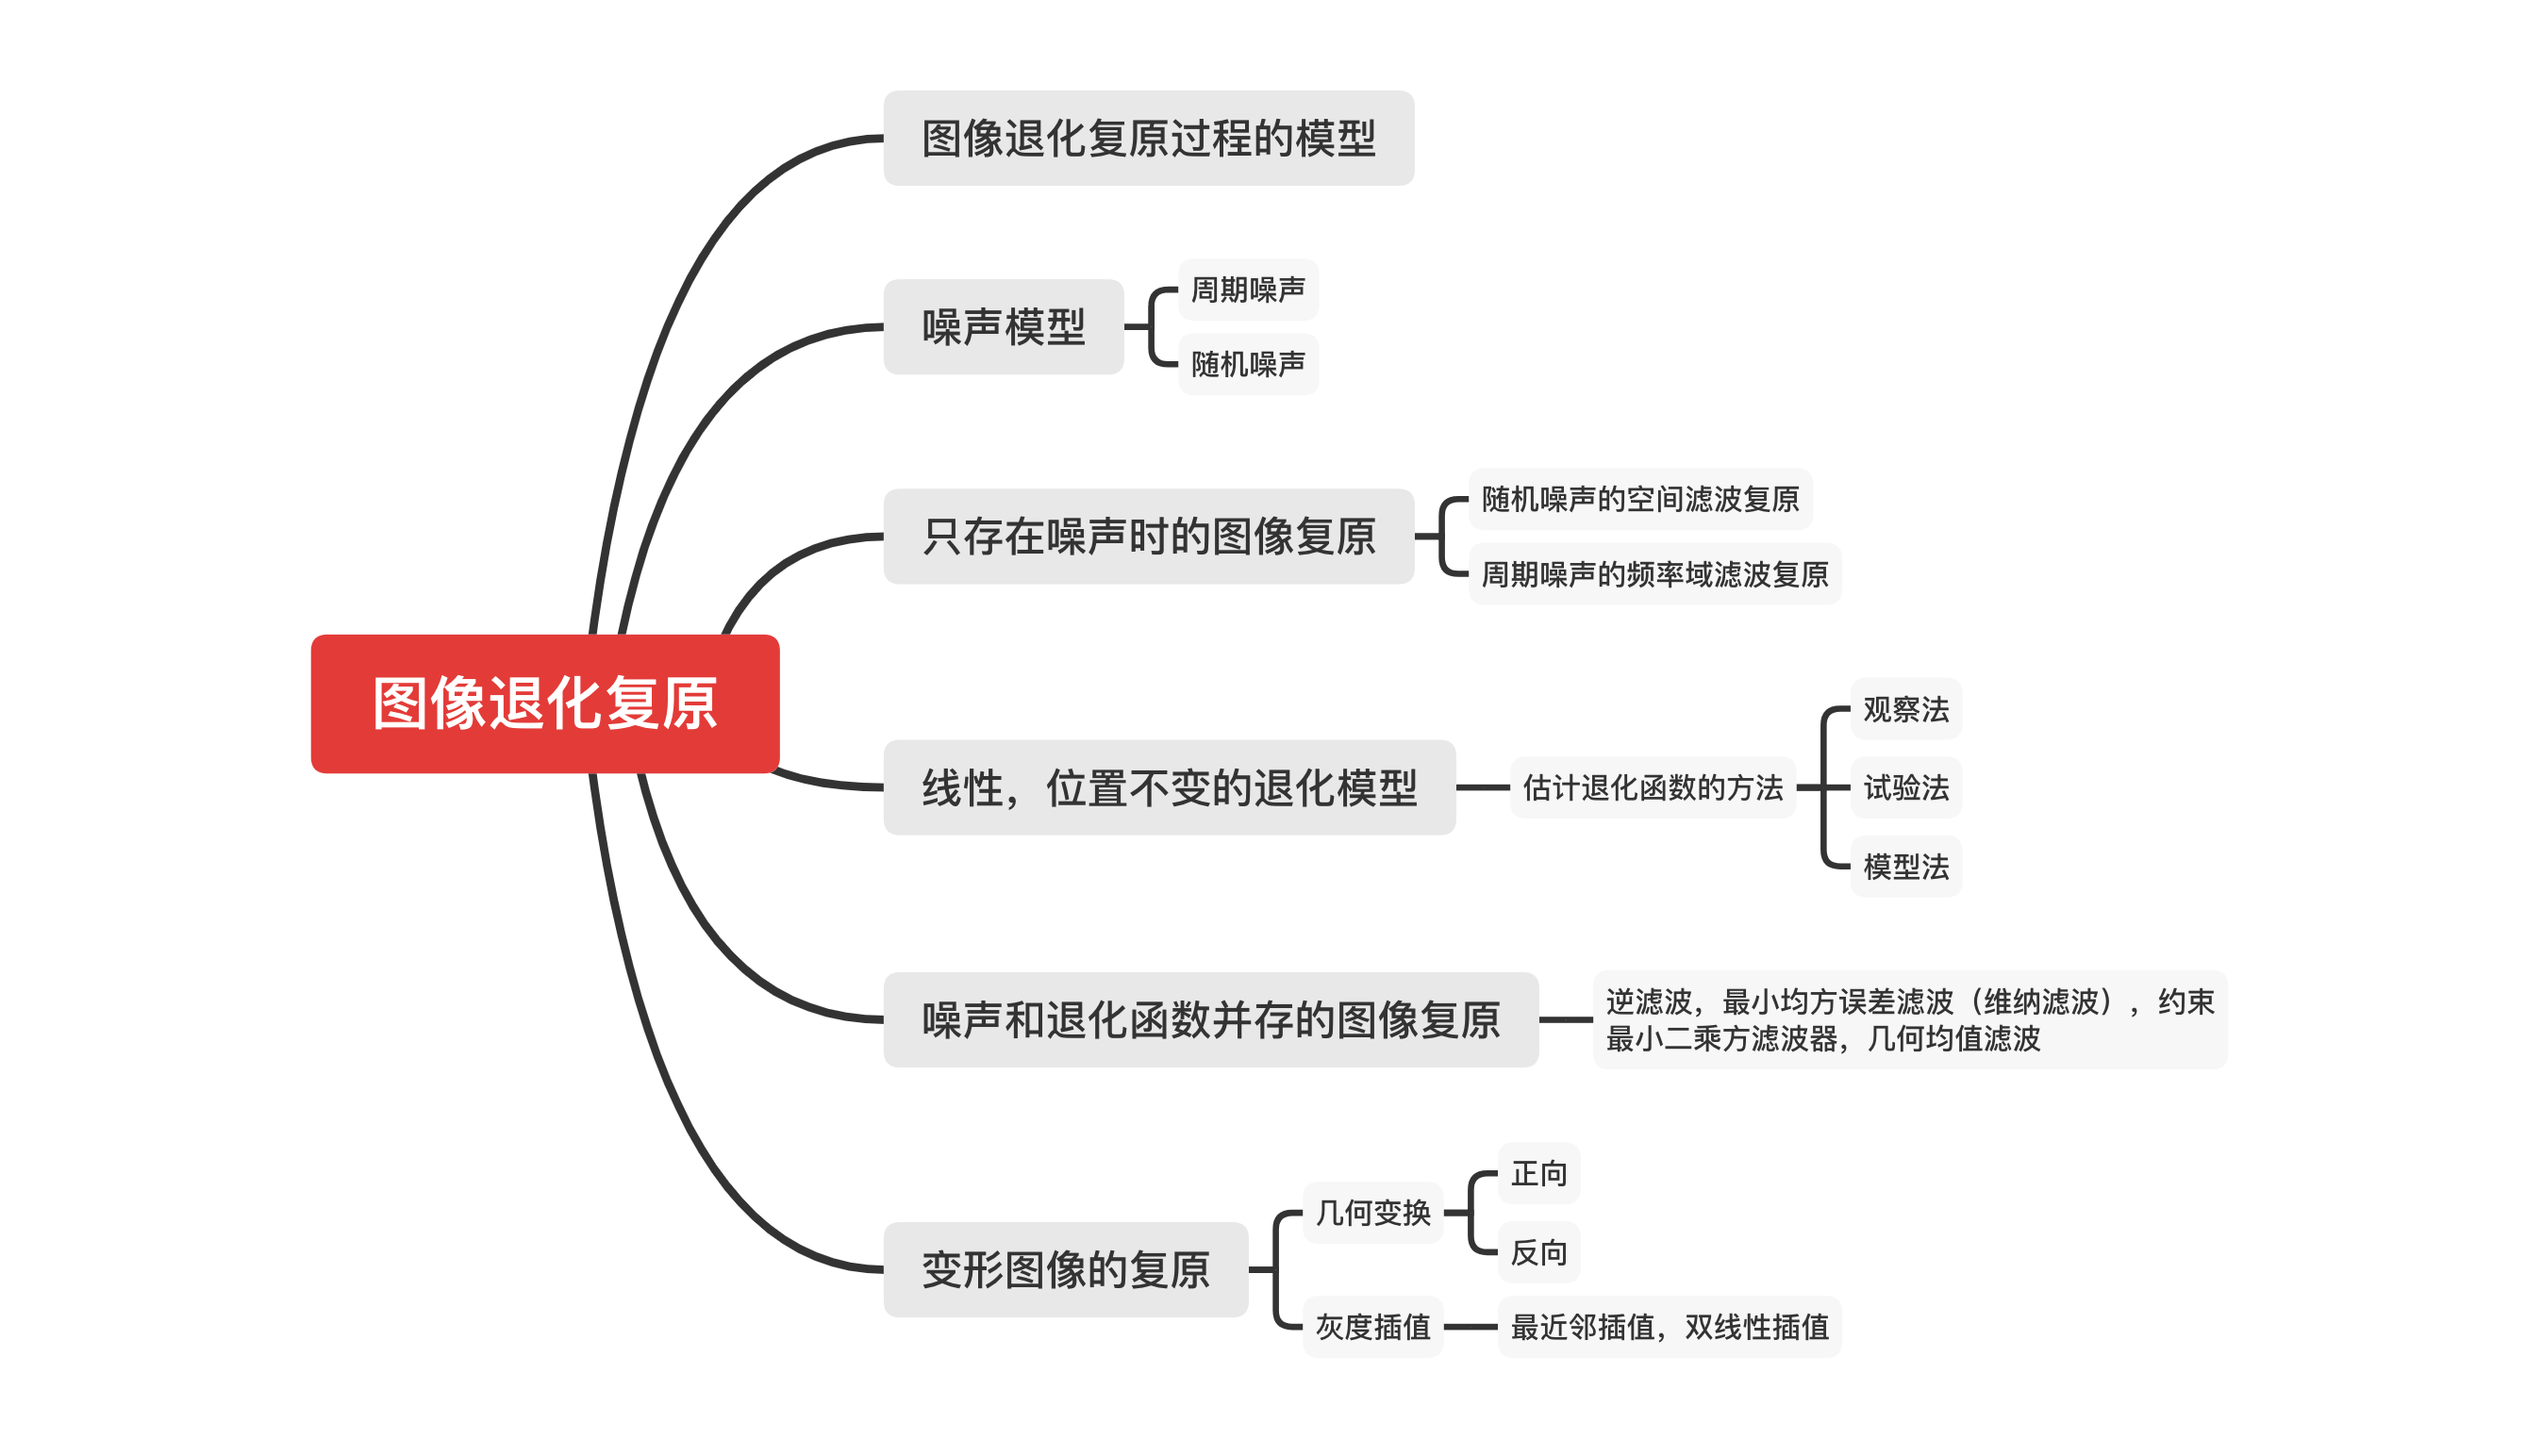 图像退化复原
图像退化复原过程的模型
噪声模型
周期噪声
随机噪声
只存在噪声时的图像复原
随机噪声的空间滤波复原
周期噪声的频率域滤波复原
线性，位置不变的退化模型
估计退化函数的方法
观察法
试验法
模型法
噪声和退化函数并存的图像复原
逆滤波，最小均方误差滤波（维纳滤波），约束
最小二乘方滤波器，几何均值滤波
变形图像的复原
几何变换
正向
反向
灰度插值
最近邻插值，双线性插值